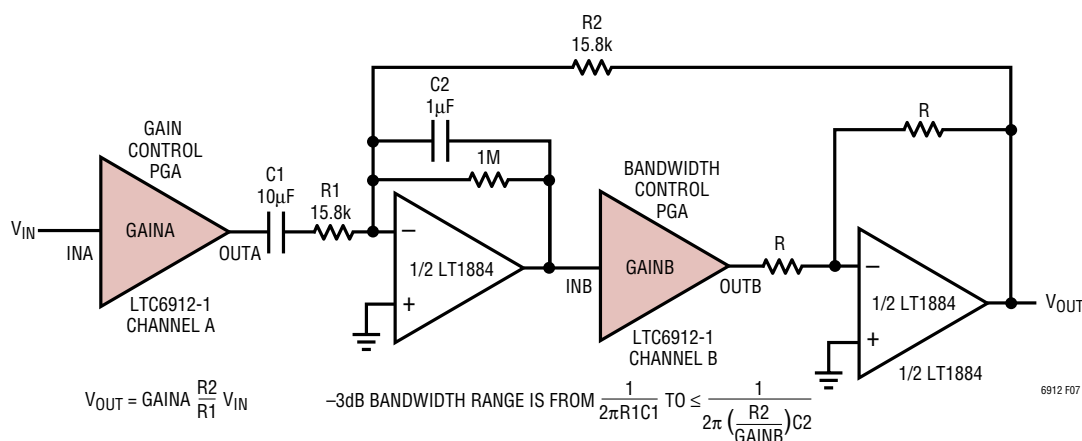 R2
15.8k
C2
1µF
R
GAIN
CONTROL
PGA
1M
BANDWIDTH
CONTROL
PGA
C1
10µF
R1
15.8k
V_IN
INA
GAINA
OUTA
–
+
1/2 LT1884
INB
GAINB
OUTB
R
–
+
1/2 LT1884
V_OUT
LTC6912-1
CHANNEL A
LTC6912-1
CHANNEL B
1/2 LT1884
V_OUT = GAINA R2/R1 V_IN
–3dB BANDWIDTH RANGE IS FROM 1/2πR1C1 TO ≤ 1/2π(R2/GAINB)C2
6912 F07